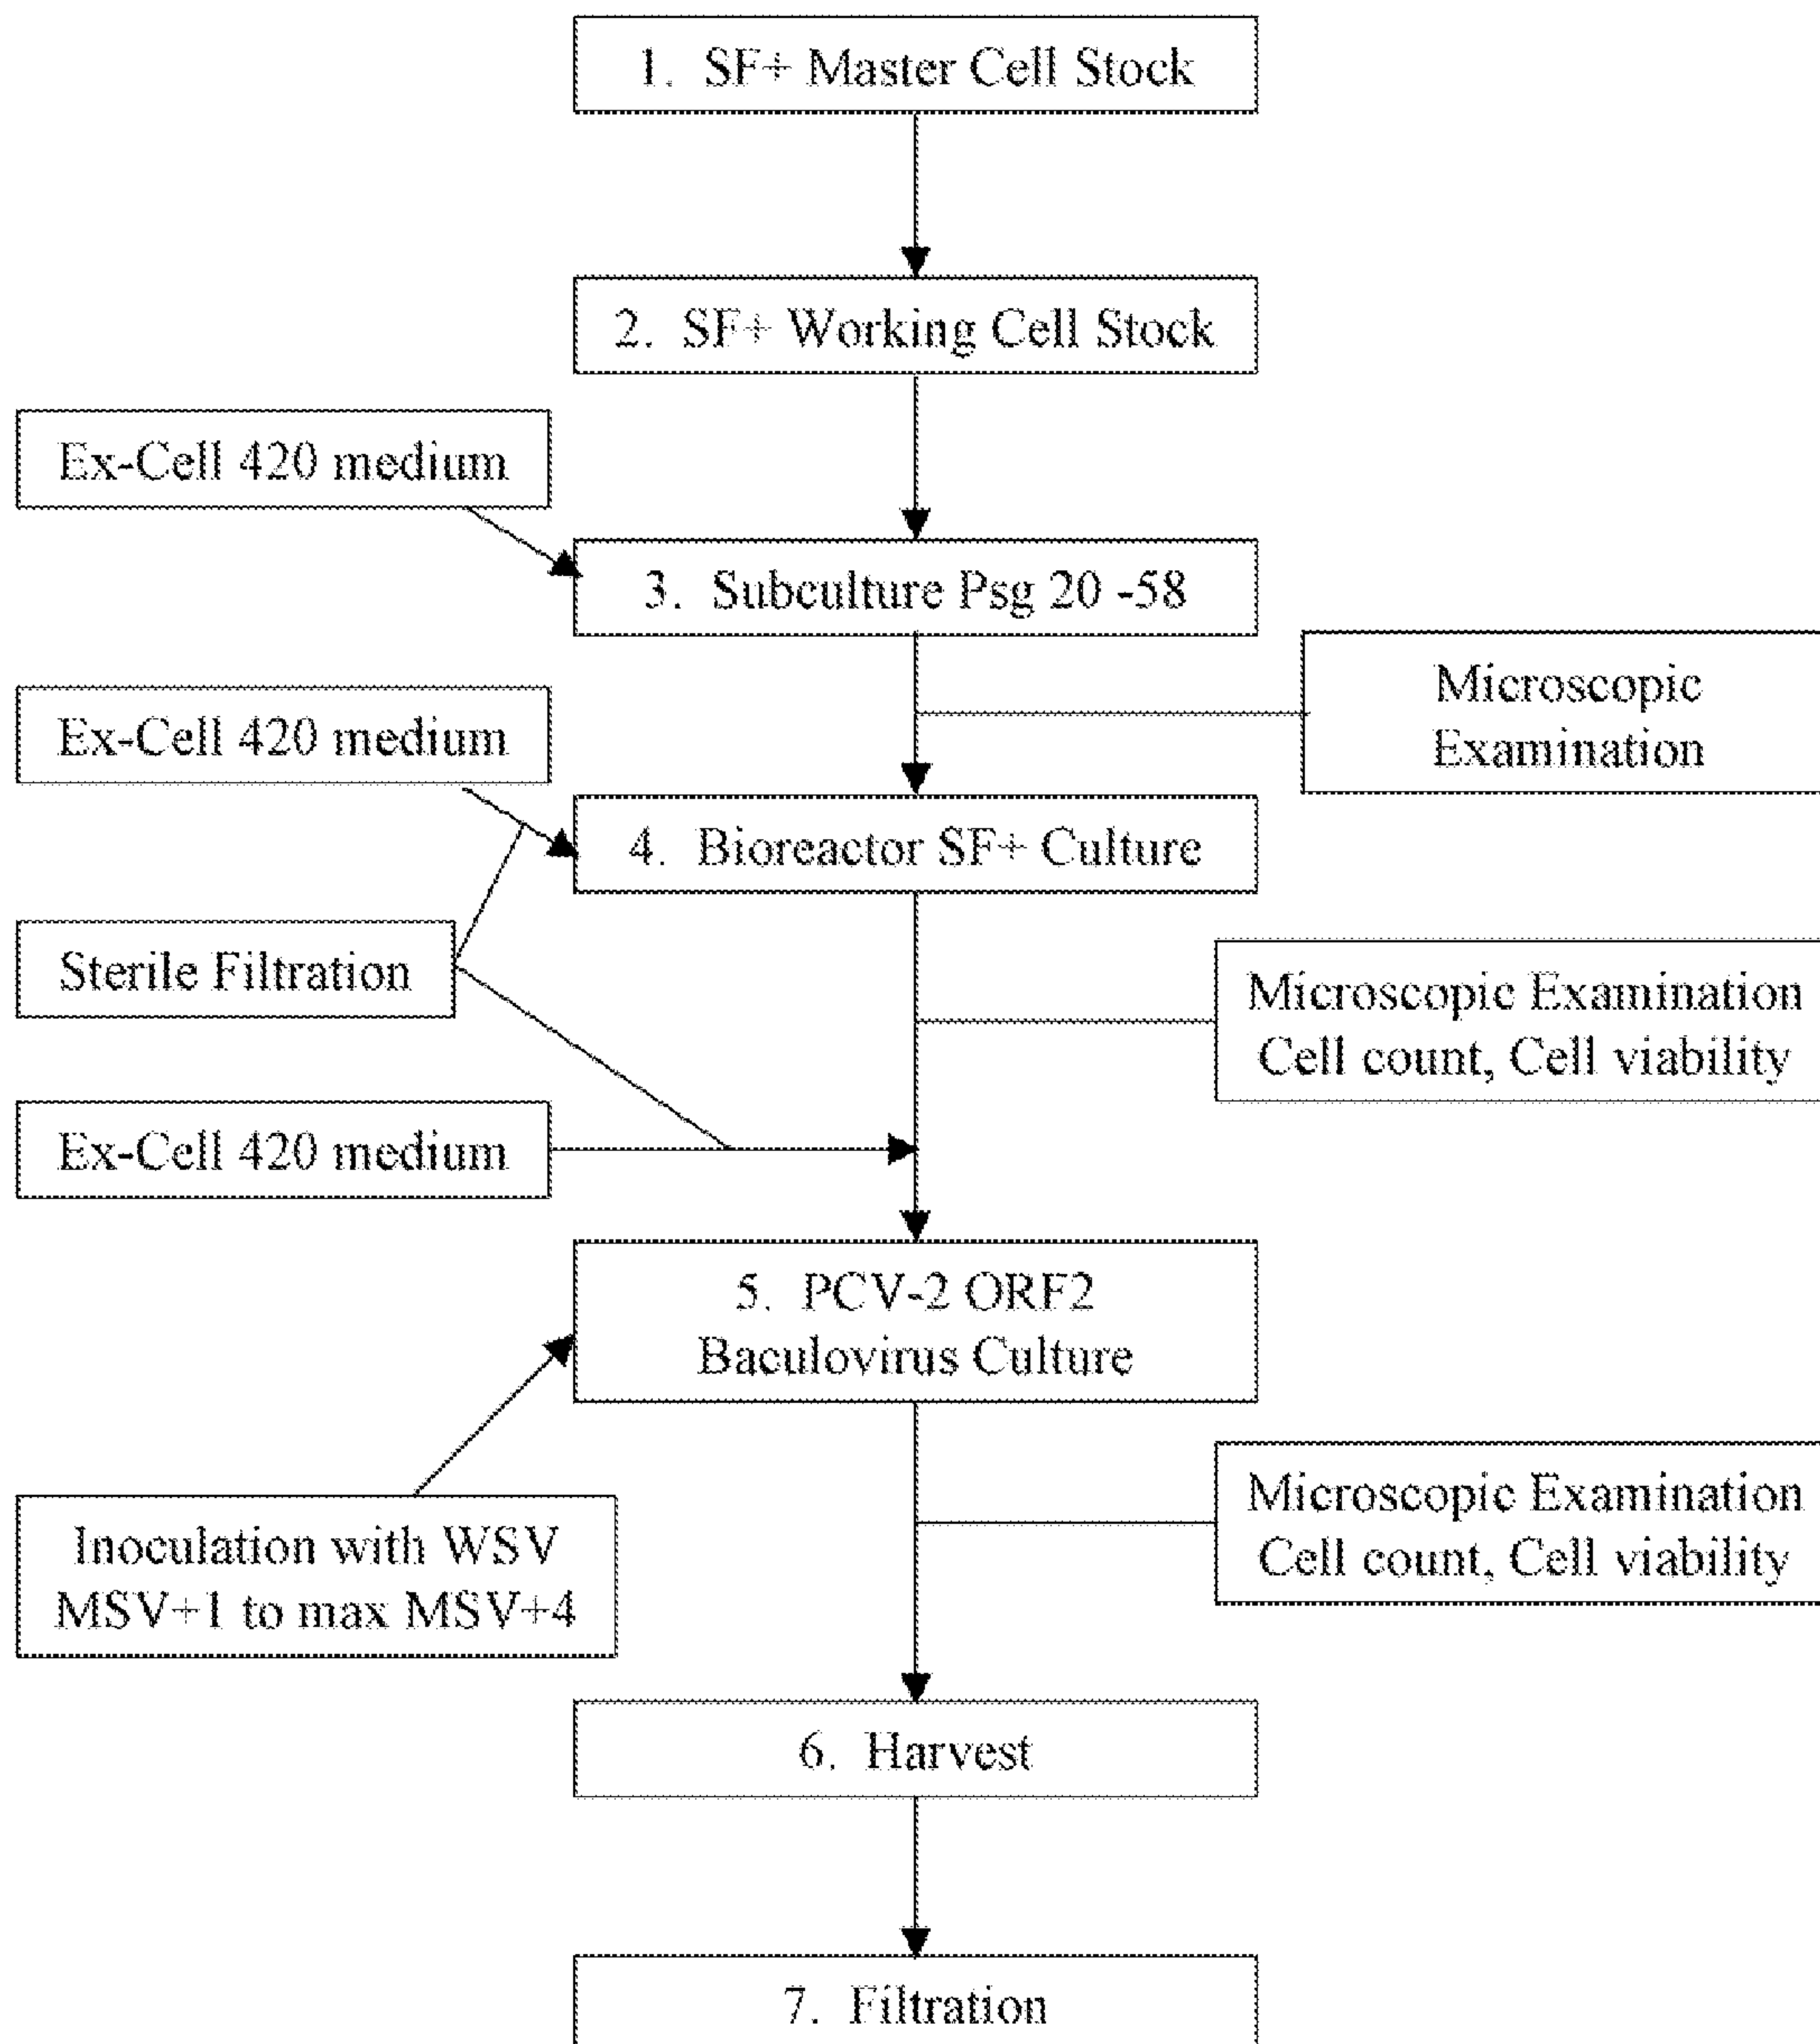 1. SF+ Master Cell Stock
2. SF+ Working Cell Stock
Ex-Cell 420 medium
3. Subculture Psg 20 -58
Microscopic
Examination
Ex-Cell 420 medium
4. Bioreactor SF+ Culture
Sterile Filtration
Microscopic Examination
Cell count, Cell viability
Ex-Cell 420 medium
5. PCV-2 ORF2
Baculovirus Culture
Inoculation with WSV
MSV+1 to max MSV+4
Microscopic Examination
Cell count, Cell viability
6. Harvest
7. Filtration